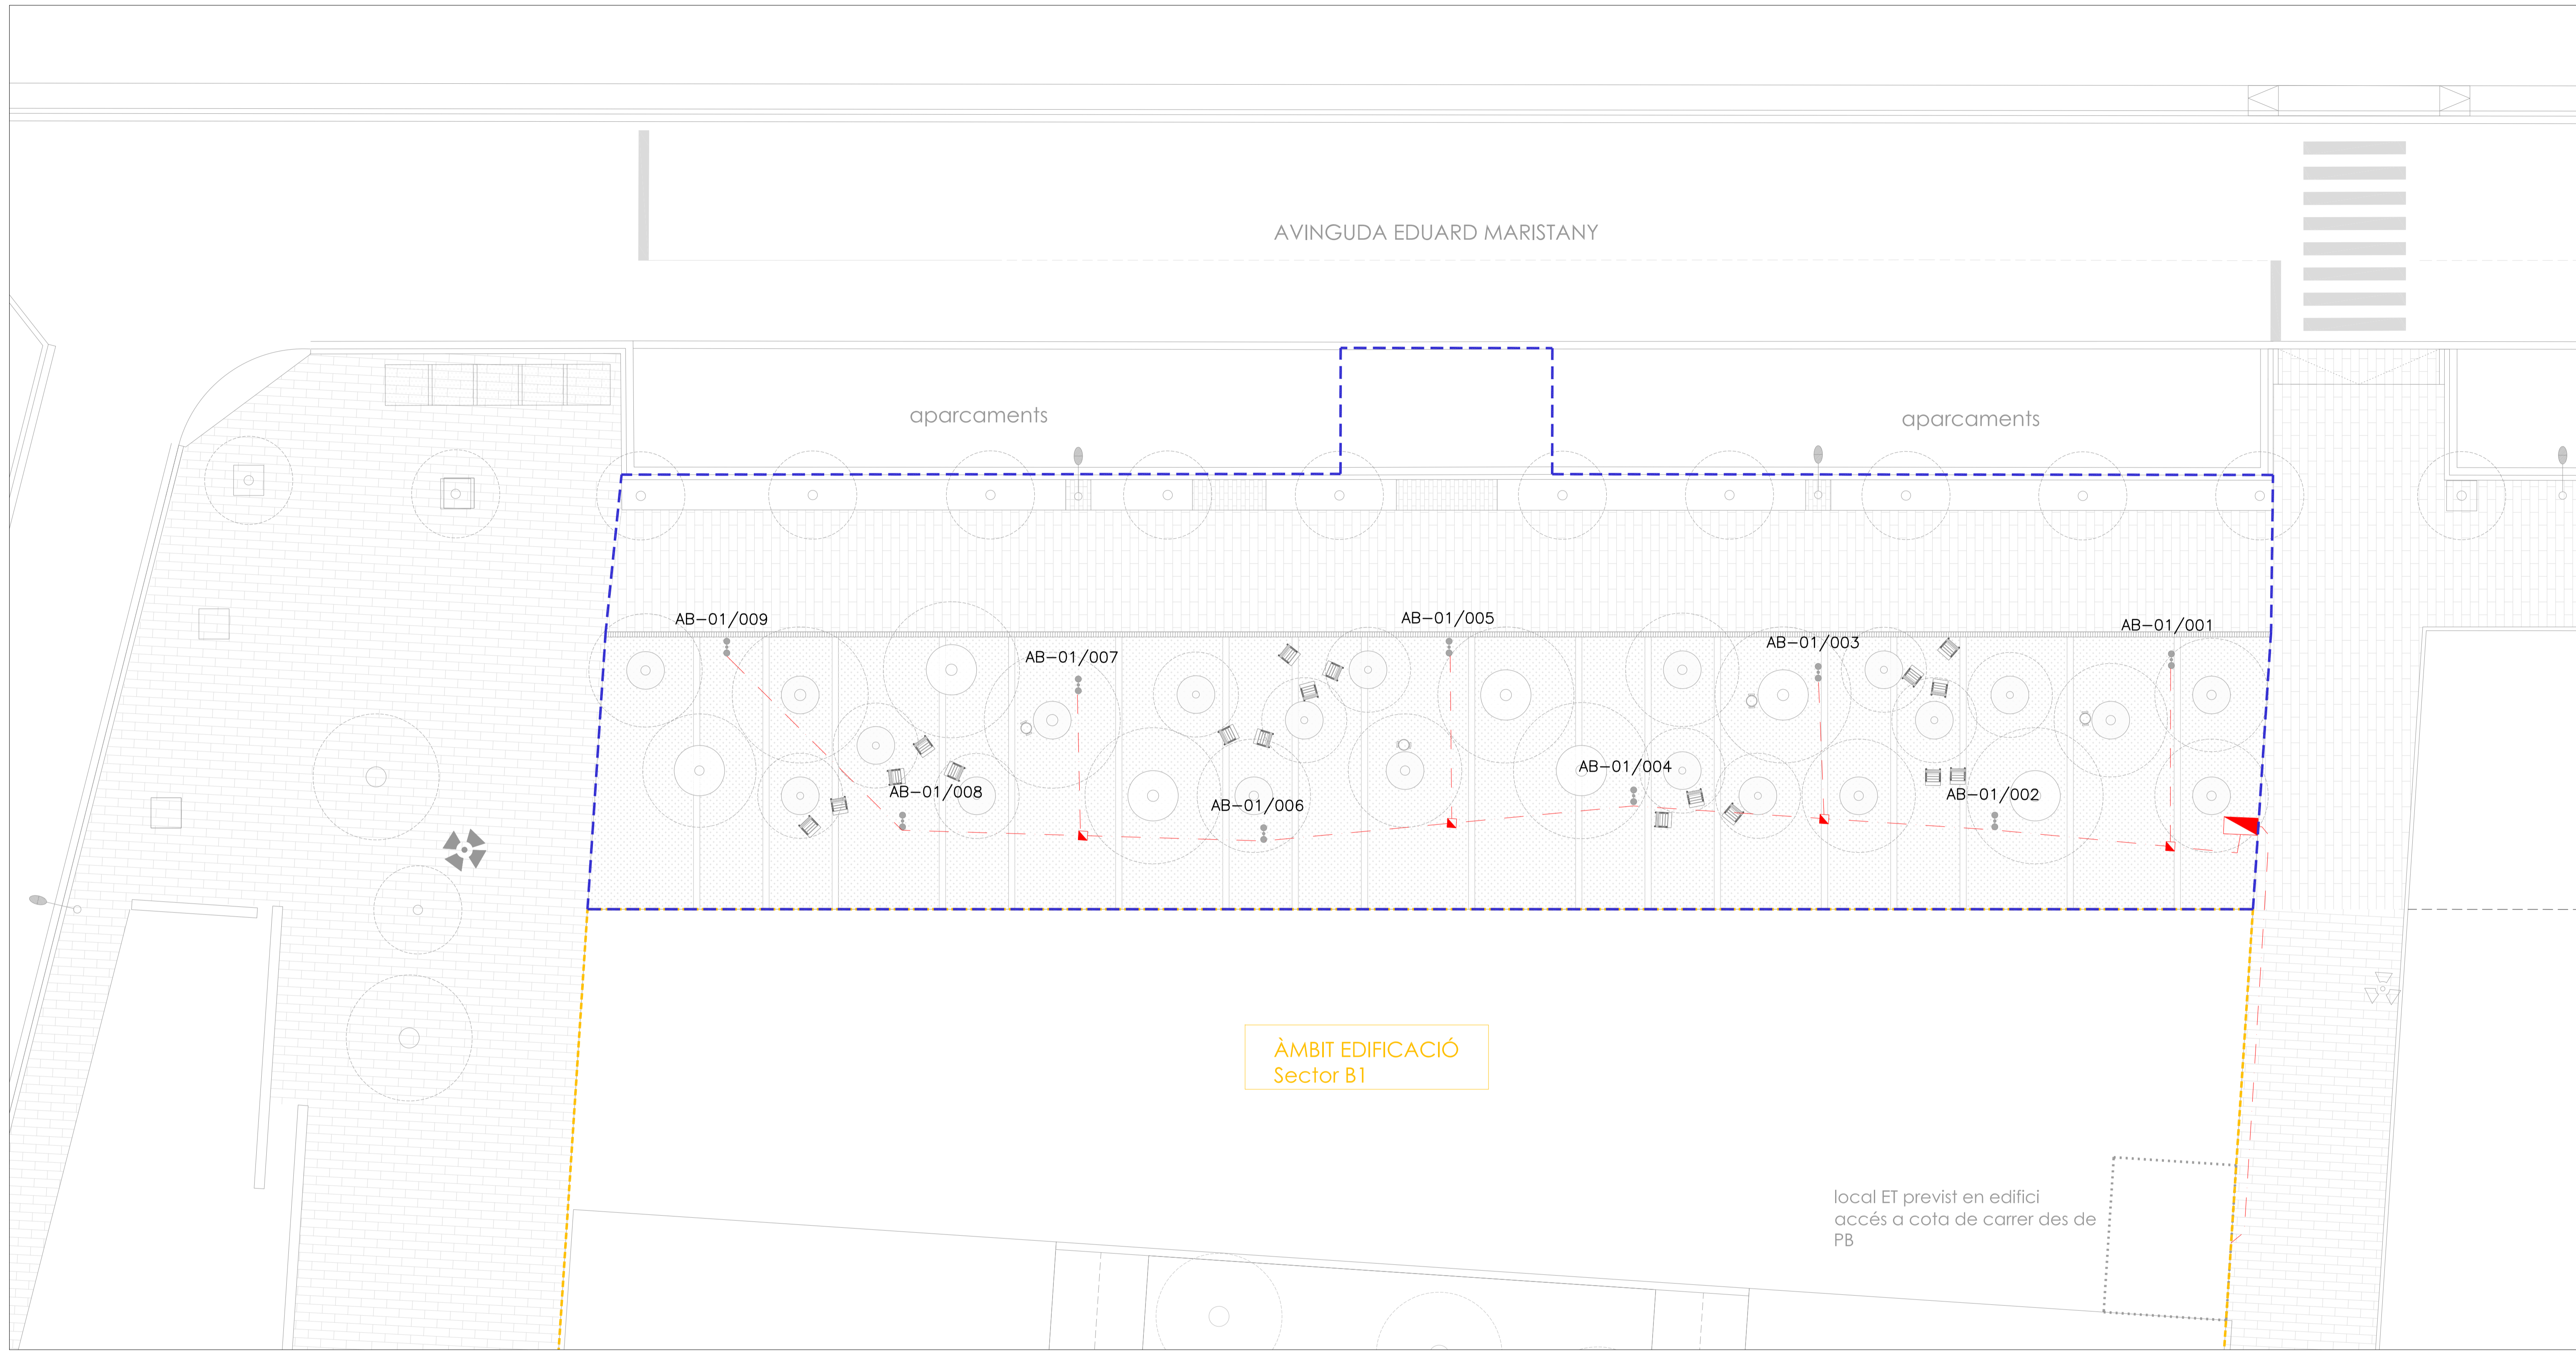 AVINGUDA EDUARD MARISTANY
aparcaments
aparcaments
AB-01/009
AB-01/005
AB-01/001
AB-01/003
AB-01/007
AB-01/004
AB-01/008
AB-01/002
AB-01/006
ÀMBIT EDIFICACIÓ
Sector B1
local ET previst en edifici
accés a cota de carrer des de
PB